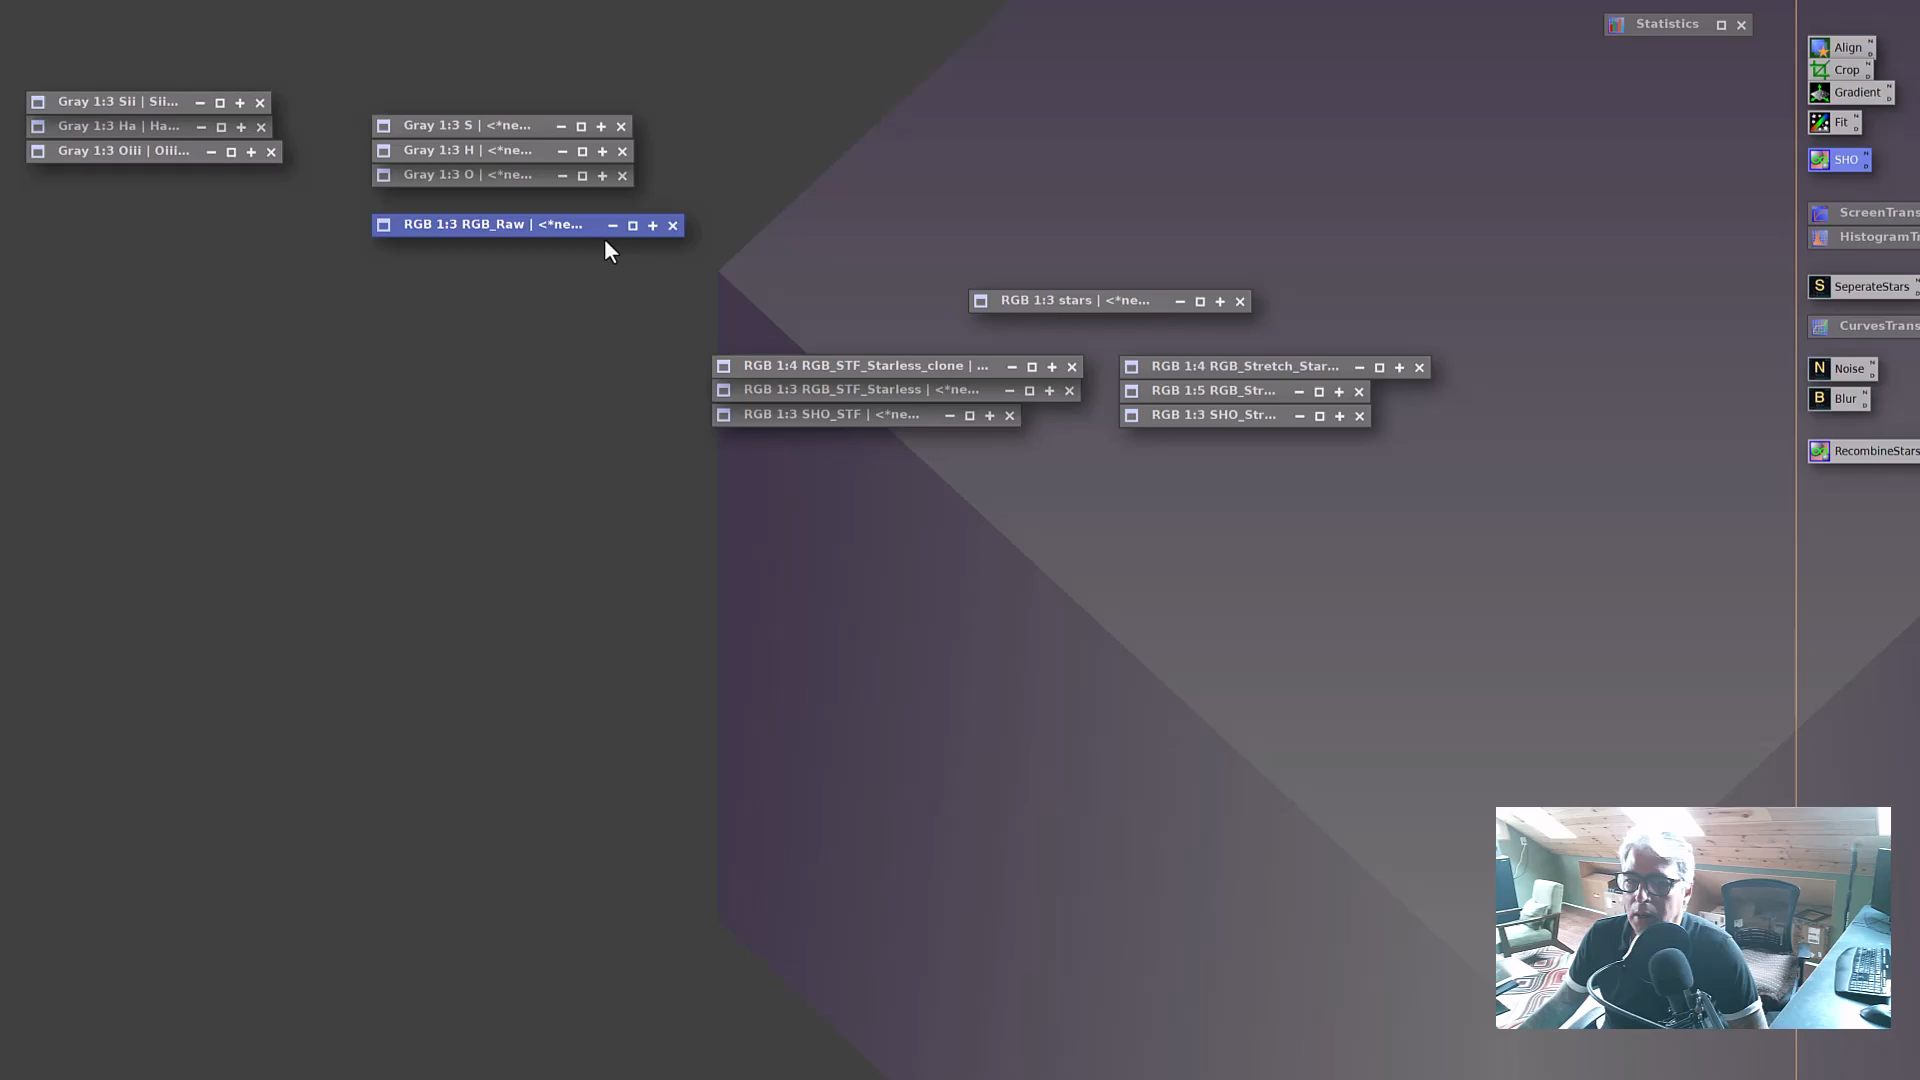 Statistics
Align
Crop
Gradient
Fit
SHO
ScreenTrans
HistogramTr
SeperateStars
CurvesTrans
Noise
Blur
RecombineStars
Gray 1:3 Sii | Sii...
Gray 1:3 Ha | Ha...
Gray 1:3 Oiii | Oiii...
Gray 1:3 S | <*ne...
Gray 1:3 H | <*ne...
Gray 1:3 O | <*ne...
RGB 1:3 RGB_Raw | <*ne...
RGB 1:3 stars | <*ne...
RGB 1:4 RGB_STF_Starless_clone | ...
RGB 1:3 RGB_STF_Starless | <*ne...
RGB 1:3 SHO_STF | <*ne...
RGB 1:4 RGB_Stretch_Star...
RGB 1:5 RGB_Str...
RGB 1:3 SHO_Str...
S
N
B